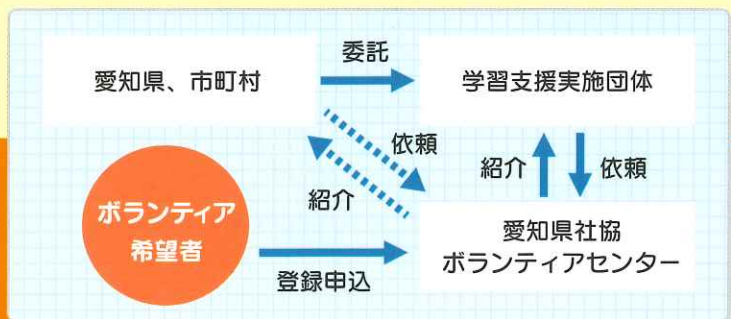 委託
愛知県、市町村
学習支援実施団体
依頼
紹介
紹介
依頼
ボランティア
希望者
愛知県社協
ボランティアセンター
登録申込